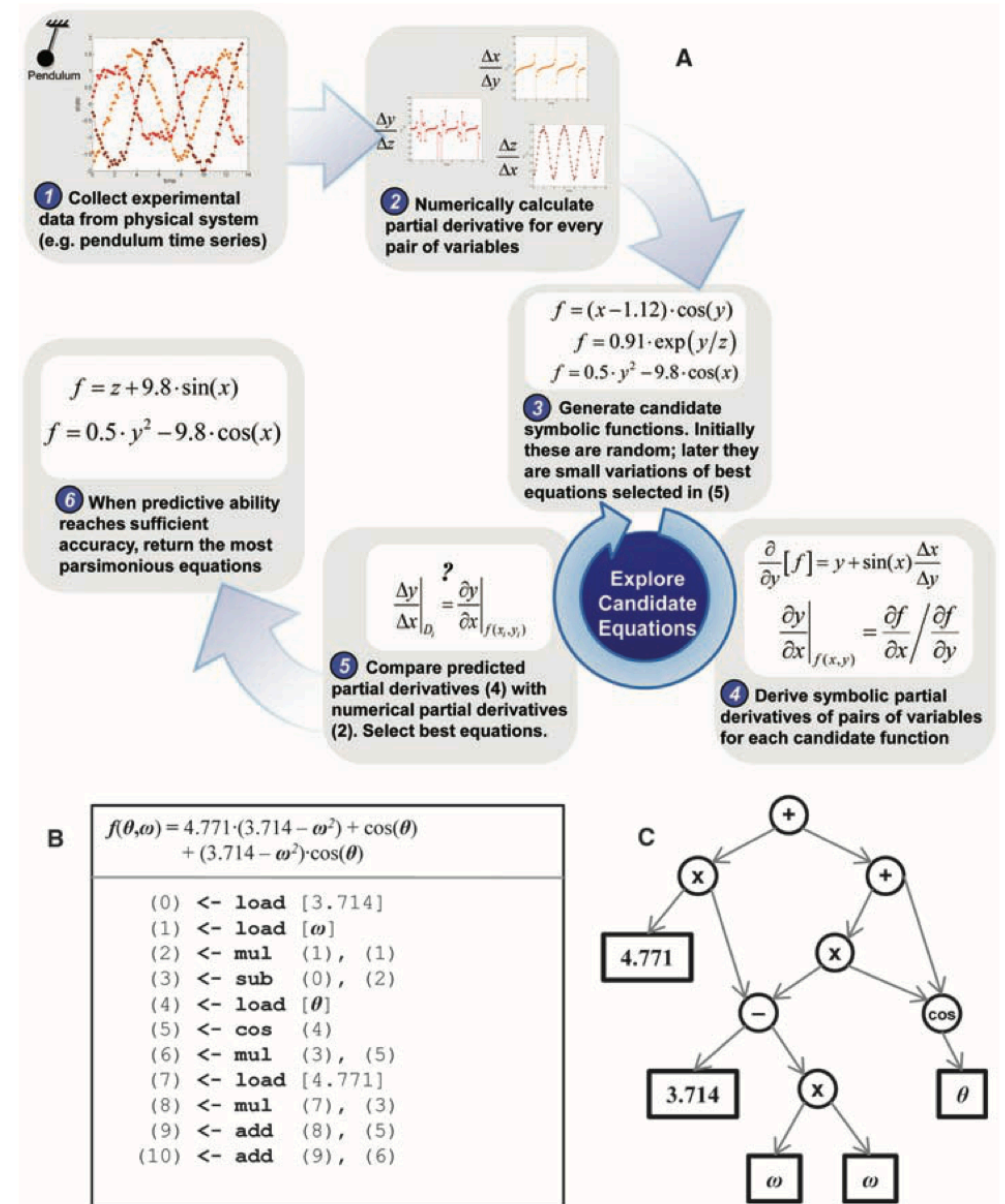 A
Pendulum
state
time
1 Collect experimental
data from physical system
(e.g. pendulum time series)
Δx/Δy
Δy/Δz
Δz/Δx
2 Numerically calculate
partial derivative for every
pair of variables
f = (x−1.12)·cos(y)
f = 0.91·exp(y/z)
f = 0.5·y² −9.8·cos(x)
3 Generate candidate
symbolic functions. Initially
these are random; later they
are small variations of best
equations selected in (5)
Explore
Candidate
Equations
∂/∂y [f] = y + sin(x) Δx/Δy
∂y/∂x |f(x,y) = ∂f/∂x / ∂f/∂y
4 Derive symbolic partial
derivatives of pairs of variables
for each candidate function
?
Δy/Δx |Dᵢ = ∂y/∂x |f(xᵢ,yᵢ)
5 Compare predicted
partial derivatives (4) with
numerical partial derivatives
(2). Select best equations.
f = z + 9.8·sin(x)
f = 0.5·y² −9.8·cos(x)
6 When predictive ability
reaches sufficient
accuracy, return the most
parsimonious equations
B
f(θ,ω) = 4.771·(3.714 – ω²) + cos(θ)
+ (3.714 – ω²)·cos(θ)
(0) <- load [3.714]
(1) <- load [ω]
(2) <- mul (1), (1)
(3) <- sub (0), (2)
(4) <- load [θ]
(5) <- cos (4)
(6) <- mul (3), (5)
(7) <- load [4.771]
(8) <- mul (7), (3)
(9) <- add (8), (5)
(10) <- add (9), (6)
C
+
x +
4.771 x
− cos
3.714 x θ
ω ω